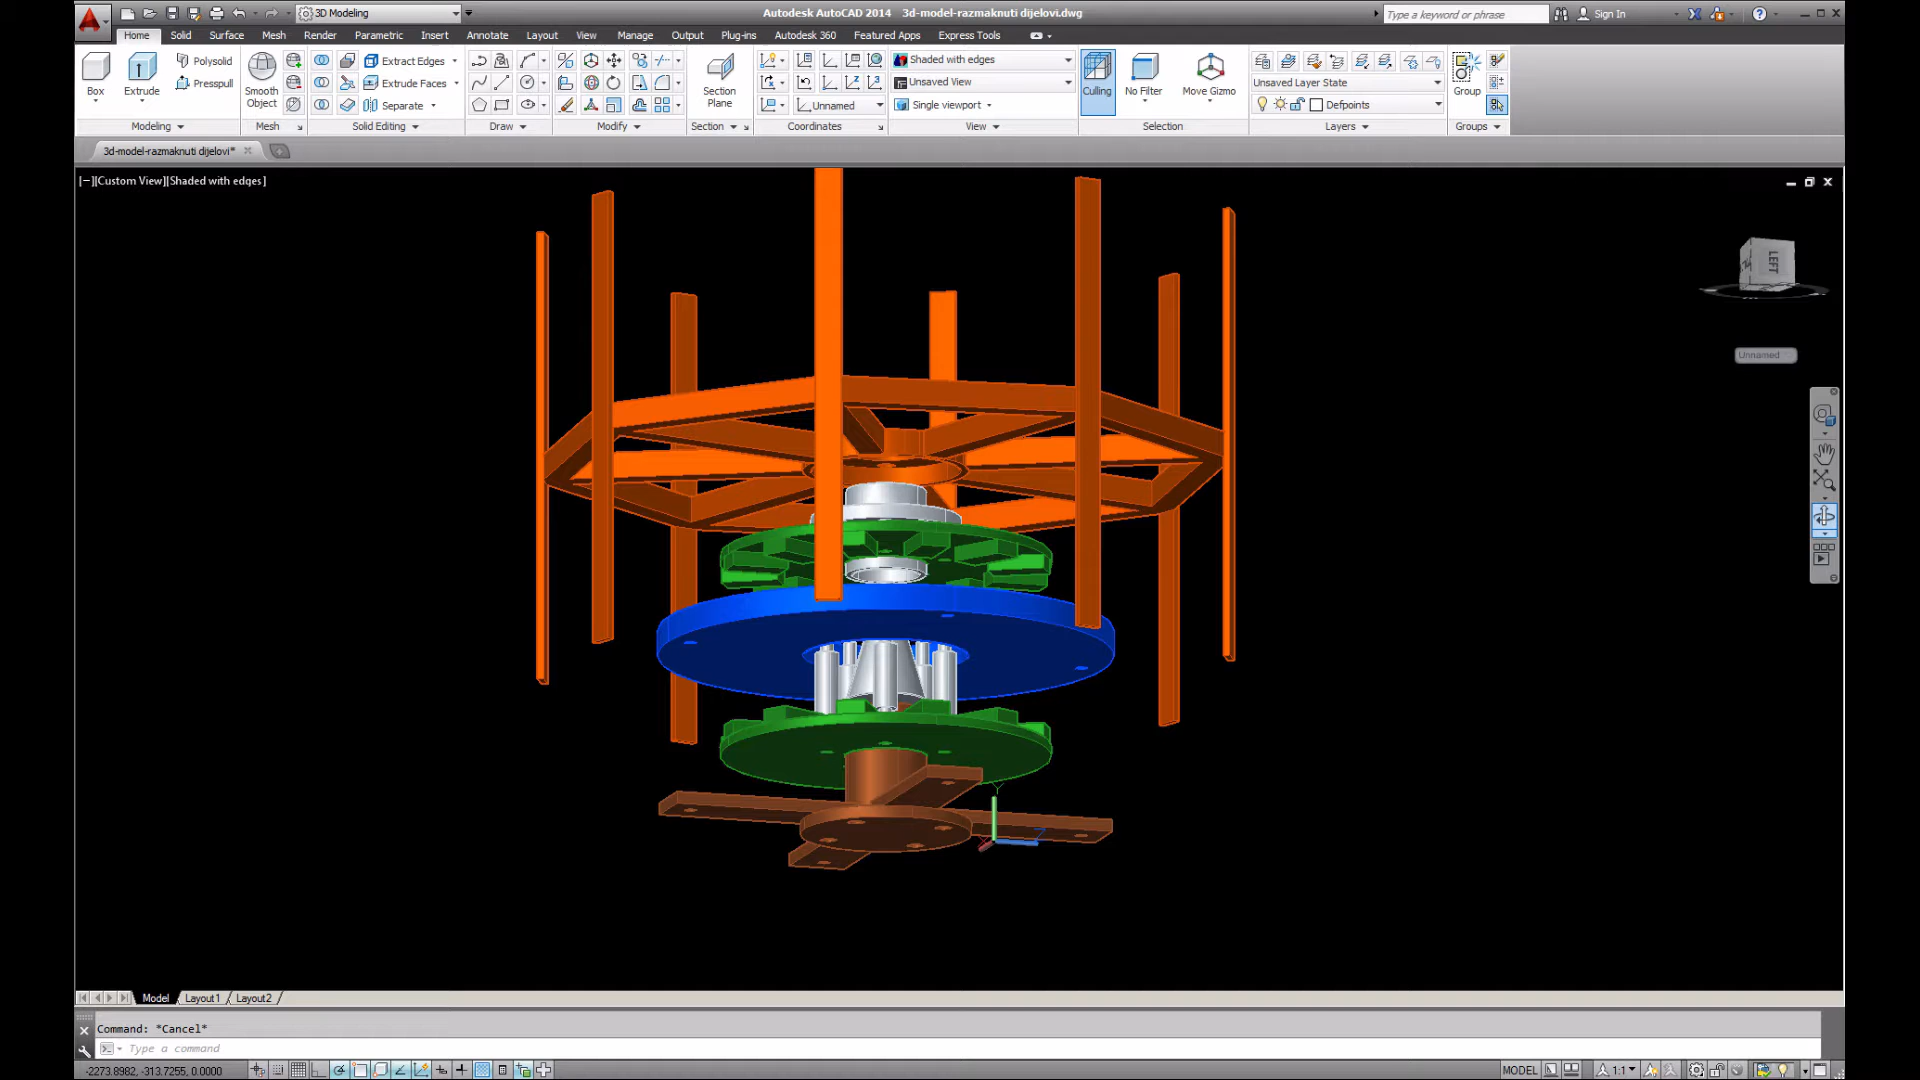 3D Modeling
Autodesk AutoCAD 2014 3d-model-razmaknuti dijelovi.dwg
Type a keyword or phrase
Sign In
Home Solid Surface Mesh Render Parametric Insert Annotate Layout View Manage Output Plug-ins Autodesk 360 Featured Apps Express Tools
Box
Extrude
Polysolid
Presspull
Smooth Object
Extract Edges
Extrude Faces
Separate
Section Plane
Unnamed
Shaded with edges
Unsaved View
Single viewport
Culling
No Filter
Move Gizmo
Unsaved Layer State
Defpoints
Group
Modeling Mesh Solid Editing Draw Modify Section Coordinates View Selection Layers Groups
3d-model-razmaknuti dijelovi*
[−][Custom View][Shaded with edges]
LEFT
Unnamed
Z
Model Layout1 Layout2
Command: *Cancel*
Type a command
-2273.8982, -313.7255, 0.0000
MODEL
1:1